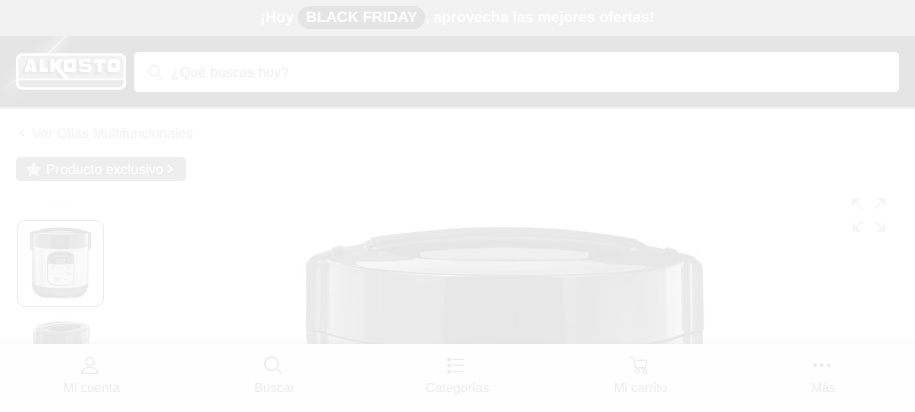 ¡Hoy BLACK FRIDAY, aprovecha las mejores ofertas!
ALKOSTO
¿Qué buscas hoy?
Ver Ollas Multifuncionales
Producto exclusivo
Mi cuenta
Buscar
Categorías
Mi carrito
Más